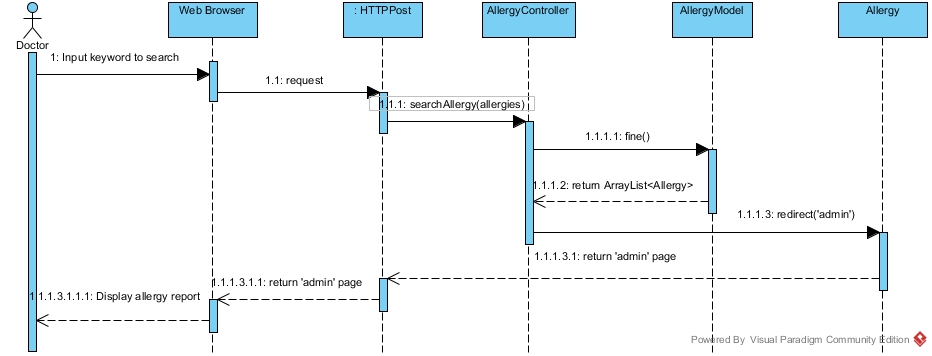 Web Browser
: HTTPPost
AllergyController
AllergyModel
Allergy
Doctor
1: Input keyword to search
1.1: request
1.1.1: searchAllergy(allergies)
1.1.1.1: fine()
1.1.1.2: return ArrayList<Allergy>
1.1.1.3: redirect('admin')
1.1.1.3.1: return 'admin' page
1.1.1.3.1.1: return 'admin' page
1.1.1.3.1.1.1: Display allergy report
Powered By Visual Paradigm Community Edition